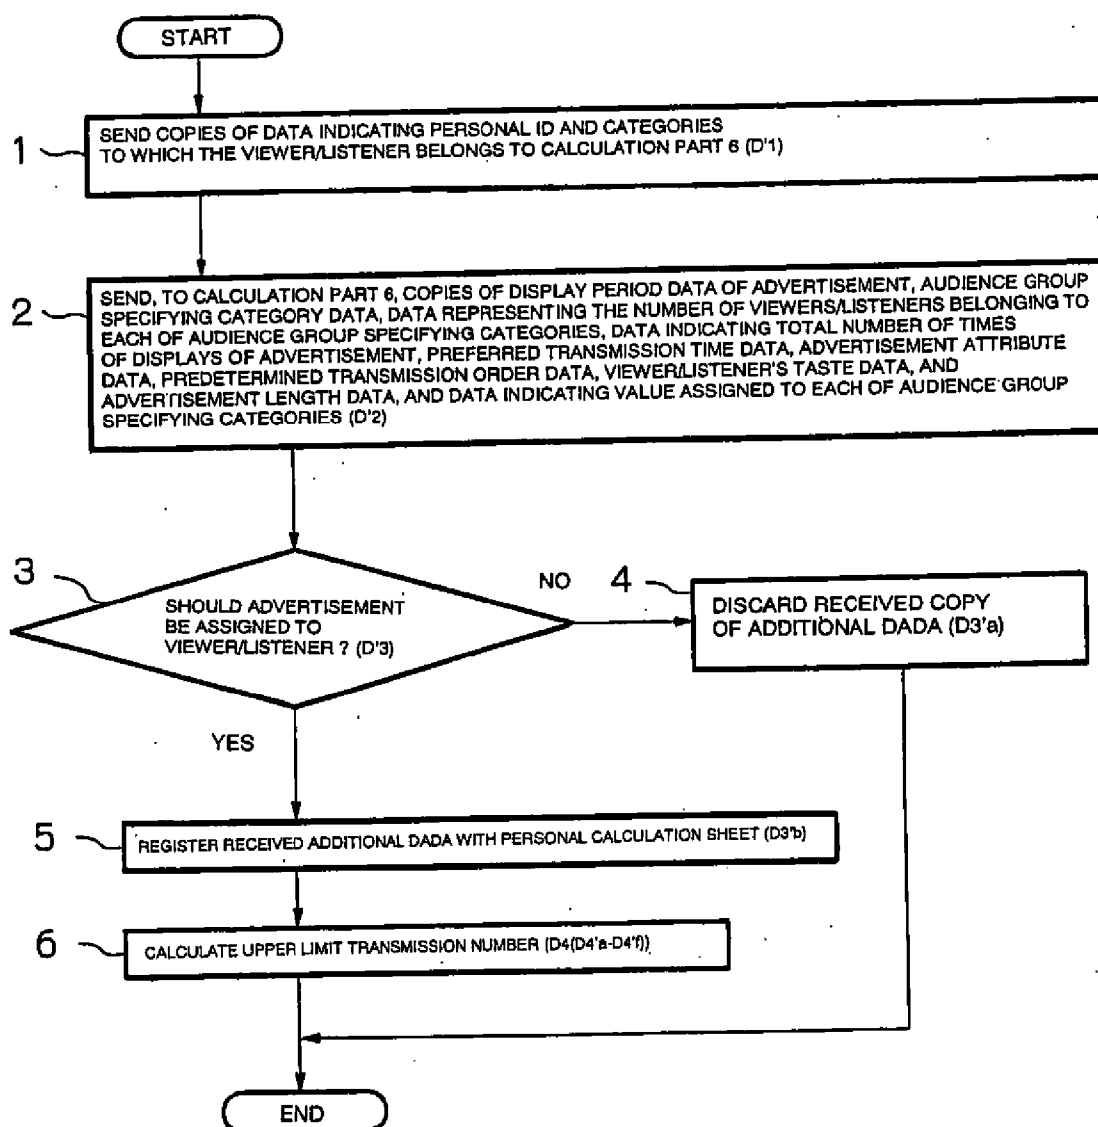 START
1
SEND COPIES OF DATA INDICATING PERSONAL ID AND CATEGORIES
TO WHICH THE VIEWER/LISTENER BELONGS TO CALCULATION PART 6 (D'1)
2
SEND, TO CALCULATION PART 6, COPIES OF DISPLAY PERIOD DATA OF ADVERTISEMENT, AUDIENCE GROUP
SPECIFYING CATEGORY DATA, DATA REPRESENTING THE NUMBER OF VIEWERS/LISTENERS BELONGING TO
EACH OF AUDIENCE GROUP SPECIFYING CATEGORIES, DATA INDICATING TOTAL NUMBER OF TIMES
OF DISPLAYS OF ADVERTISEMENT, PREFERRED TRANSMISSION TIME DATA, ADVERTISEMENT ATTRIBUTE
DATA, PREDETERMINED TRANSMISSION ORDER DATA, VIEWER/LISTENER'S TASTE DATA, AND
ADVERTISEMENT LENGTH DATA, AND DATA INDICATING VALUE ASSIGNED TO EACH OF AUDIENCE GROUP
SPECIFYING CATEGORIES (D'2)
3
SHOULD ADVERTISEMENT
BE ASSIGNED TO
VIEWER/LISTENER ? (D'3)
NO
4
DISCARD RECEIVED COPY
OF ADDITIONAL DADA (D3'a)
YES
5
REGISTER RECEIVED ADDITIONAL DADA WITH PERSONAL CALCULATION SHEET (D3'b)
6
CALCULATE UPPER LIMIT TRANSMISSION NUMBER (D4(D4'a-D4'f))
END